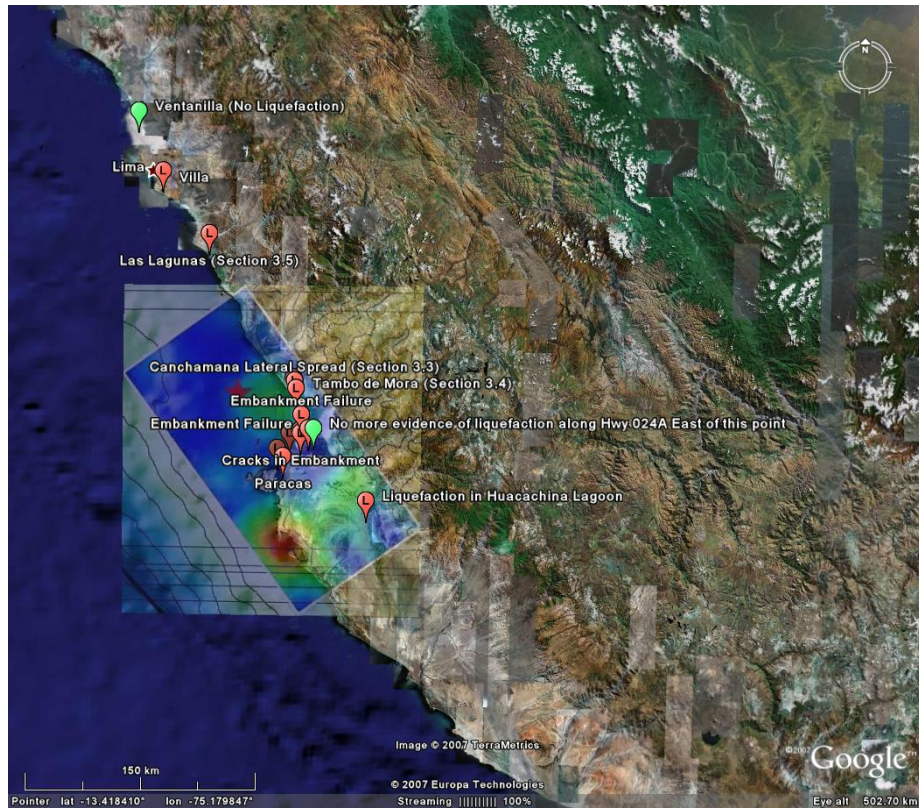 N
Ventanilla (No Liquefaction)
Lima
L
Villa
L
Las Lagunas (Section 3.5)
Canchamana Lateral Spread (Section 3.3)
L
Tambo de Mora (Section 3.4)
Embankment Failure
L
Embankment Failure
No more evidence of liquefaction along Hwy 024A East of this point
L
Cracks in Embankment
L
Paracas
L
Liquefaction in Huacachina Lagoon
Image © 2007 TerraMetrics
150 km
© 2007 Europa Technologies
©2007 Google™
Pointer lat -13.418410° lon -75.179847° Streaming |||||||||| 100% Eye alt 502.70 km